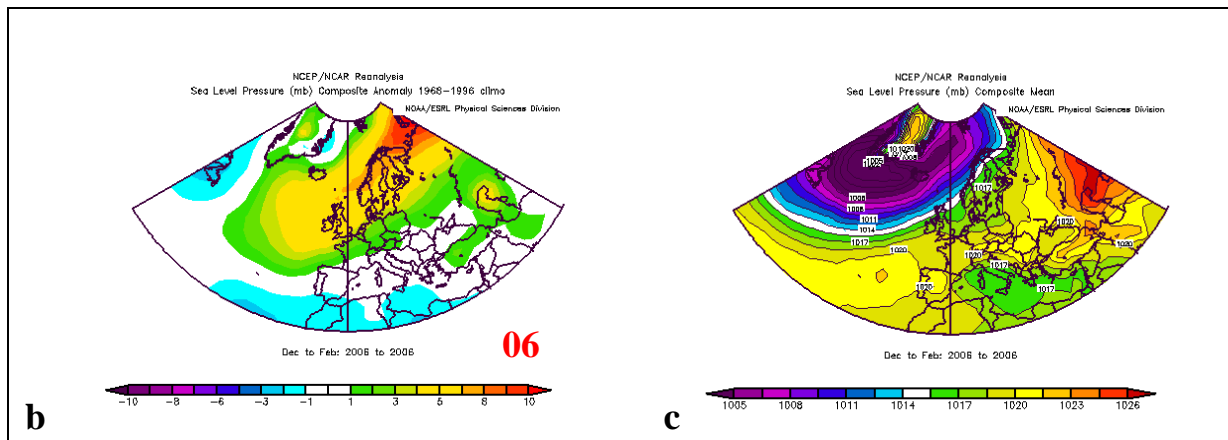 NCEP/NCAR Reanalysis
Sea Level Pressure (mb) Composite Anomaly 1968-1996 clima
NOAA/ESRL Physical Sciences Division
Dec to Feb: 2006 to 2006
06
-10 -8 -6 -3 -1 1 3 5 8 10
b
NCEP/NCAR Reanalysis
Sea Level Pressure (mb) Composite Mean
NOAA/ESRL Physical Sciences Division
1005
1017
1008
1011
1014
1017
1020
1020
1020
1020
1017
1020
1017
Dec to Feb: 2006 to 2006
1005 1008 1011 1014 1017 1020 1023 1026
c